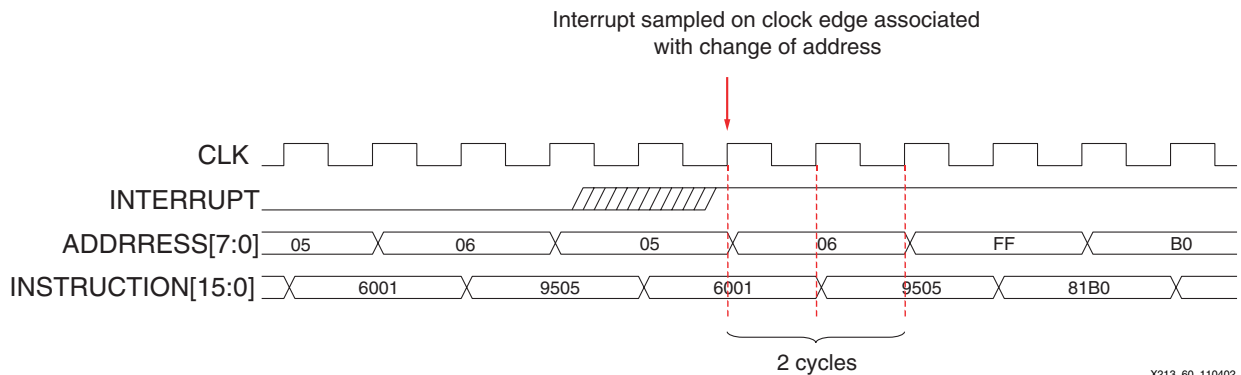 Interrupt sampled on clock edge associated
with change of address
CLK
INTERRUPT
ADDRRESS[7:0] 05 06 05 06 FF B0
INSTRUCTION[15:0] 6001 9505 6001 9505 81B0
2 cycles
X213_60_110402